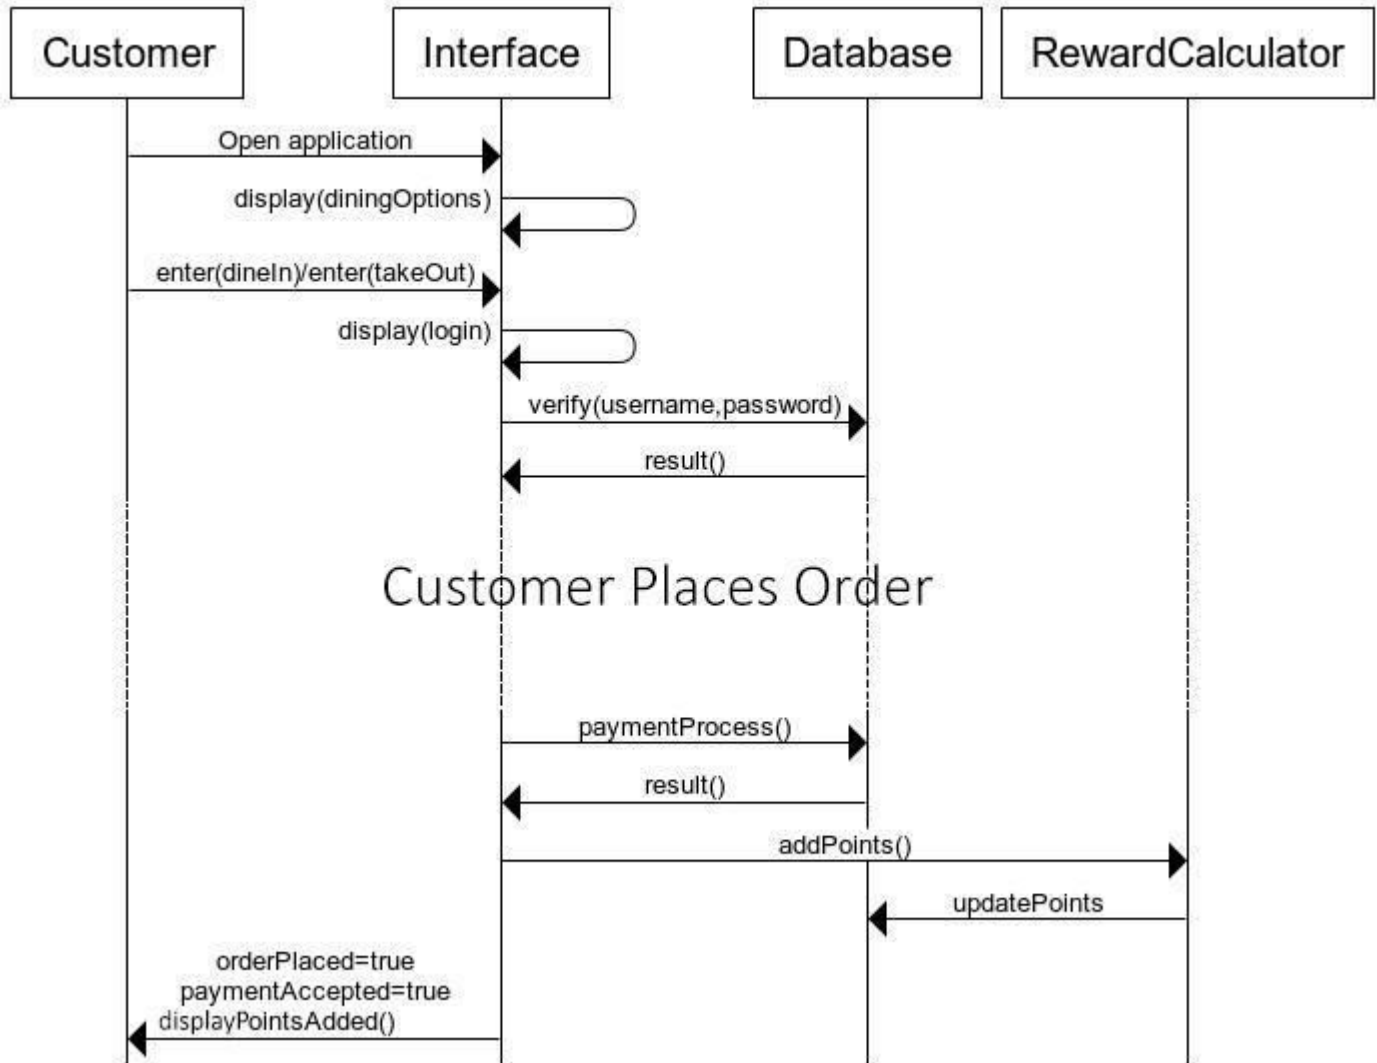 Customer
Interface
Database
RewardCalculator
Open application
display(diningOptions)
enter(dineIn)/enter(takeOut)
display(login)
verify(username,password)
result()
Customer Places Order
paymentProcess()
result()
addPoints()
updatePoints
orderPlaced=true
paymentAccepted=true
displayPointsAdded()